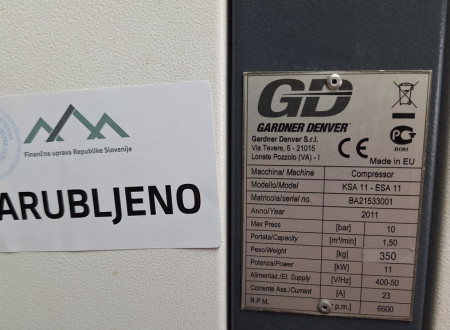 Finančna uprava Republike Slovenije
ARUBLJENO
GD
GARDNER DENVER
Gardner Denver S.r.l.
Via Tevere, 6 - 21015
Lonate Pozzolo (VA) - I
CE
Made in EU
Macchina/ Machine Compressor
Modello/Model KSA 11 - ESA 11
Matricola/serial no. BA21533001
Anno/Year 2011
Max Press [bar] 10
Portata/Capacity [m³/min] 1,50
Peso/Weight [kg] 350
Potenza/Power [kW] 11
Alimentaz./El. Supply [V/Hz] 400-50
Corrente Ass./Current [A] 23
R.P.M. [r.p.m.] 6600